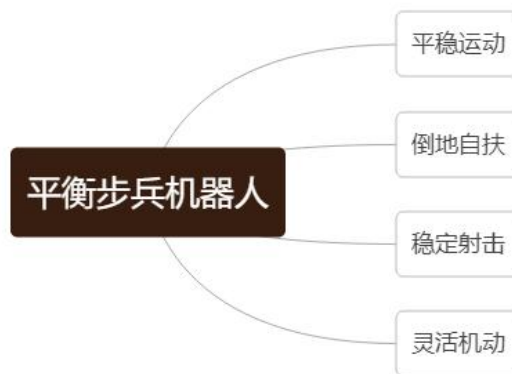 平衡步兵机器人
平稳运动
倒地自扶
稳定射击
灵活机动